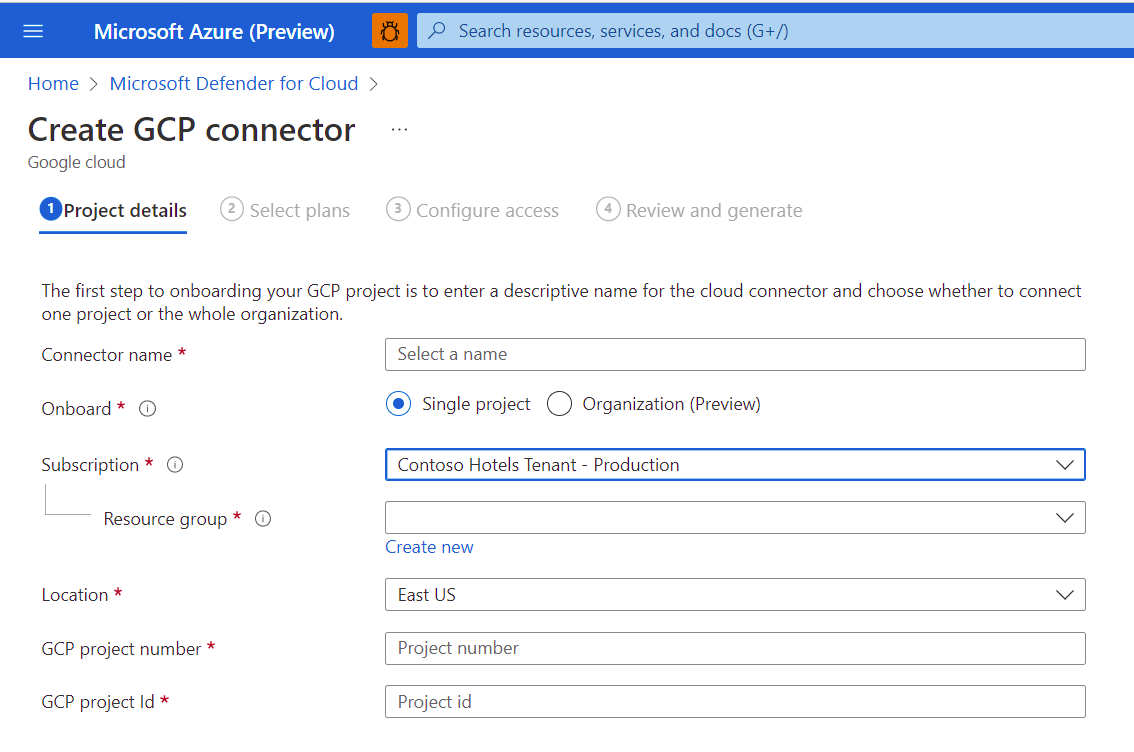 Microsoft Azure (Preview)
Search resources, services, and docs (G+/)
Home > Microsoft Defender for Cloud >
Create GCP connector ...
Google cloud
1 Project details 2 Select plans 3 Configure access 4 Review and generate
The first step to onboarding your GCP project is to enter a descriptive name for the cloud connector and choose whether to connect
one project or the whole organization.
Connector name * Select a name
Onboard * Single project Organization (Preview)
Subscription * Contoso Hotels Tenant - Production
Resource group *
Create new
Location * East US
GCP project number * Project number
GCP project Id * Project id